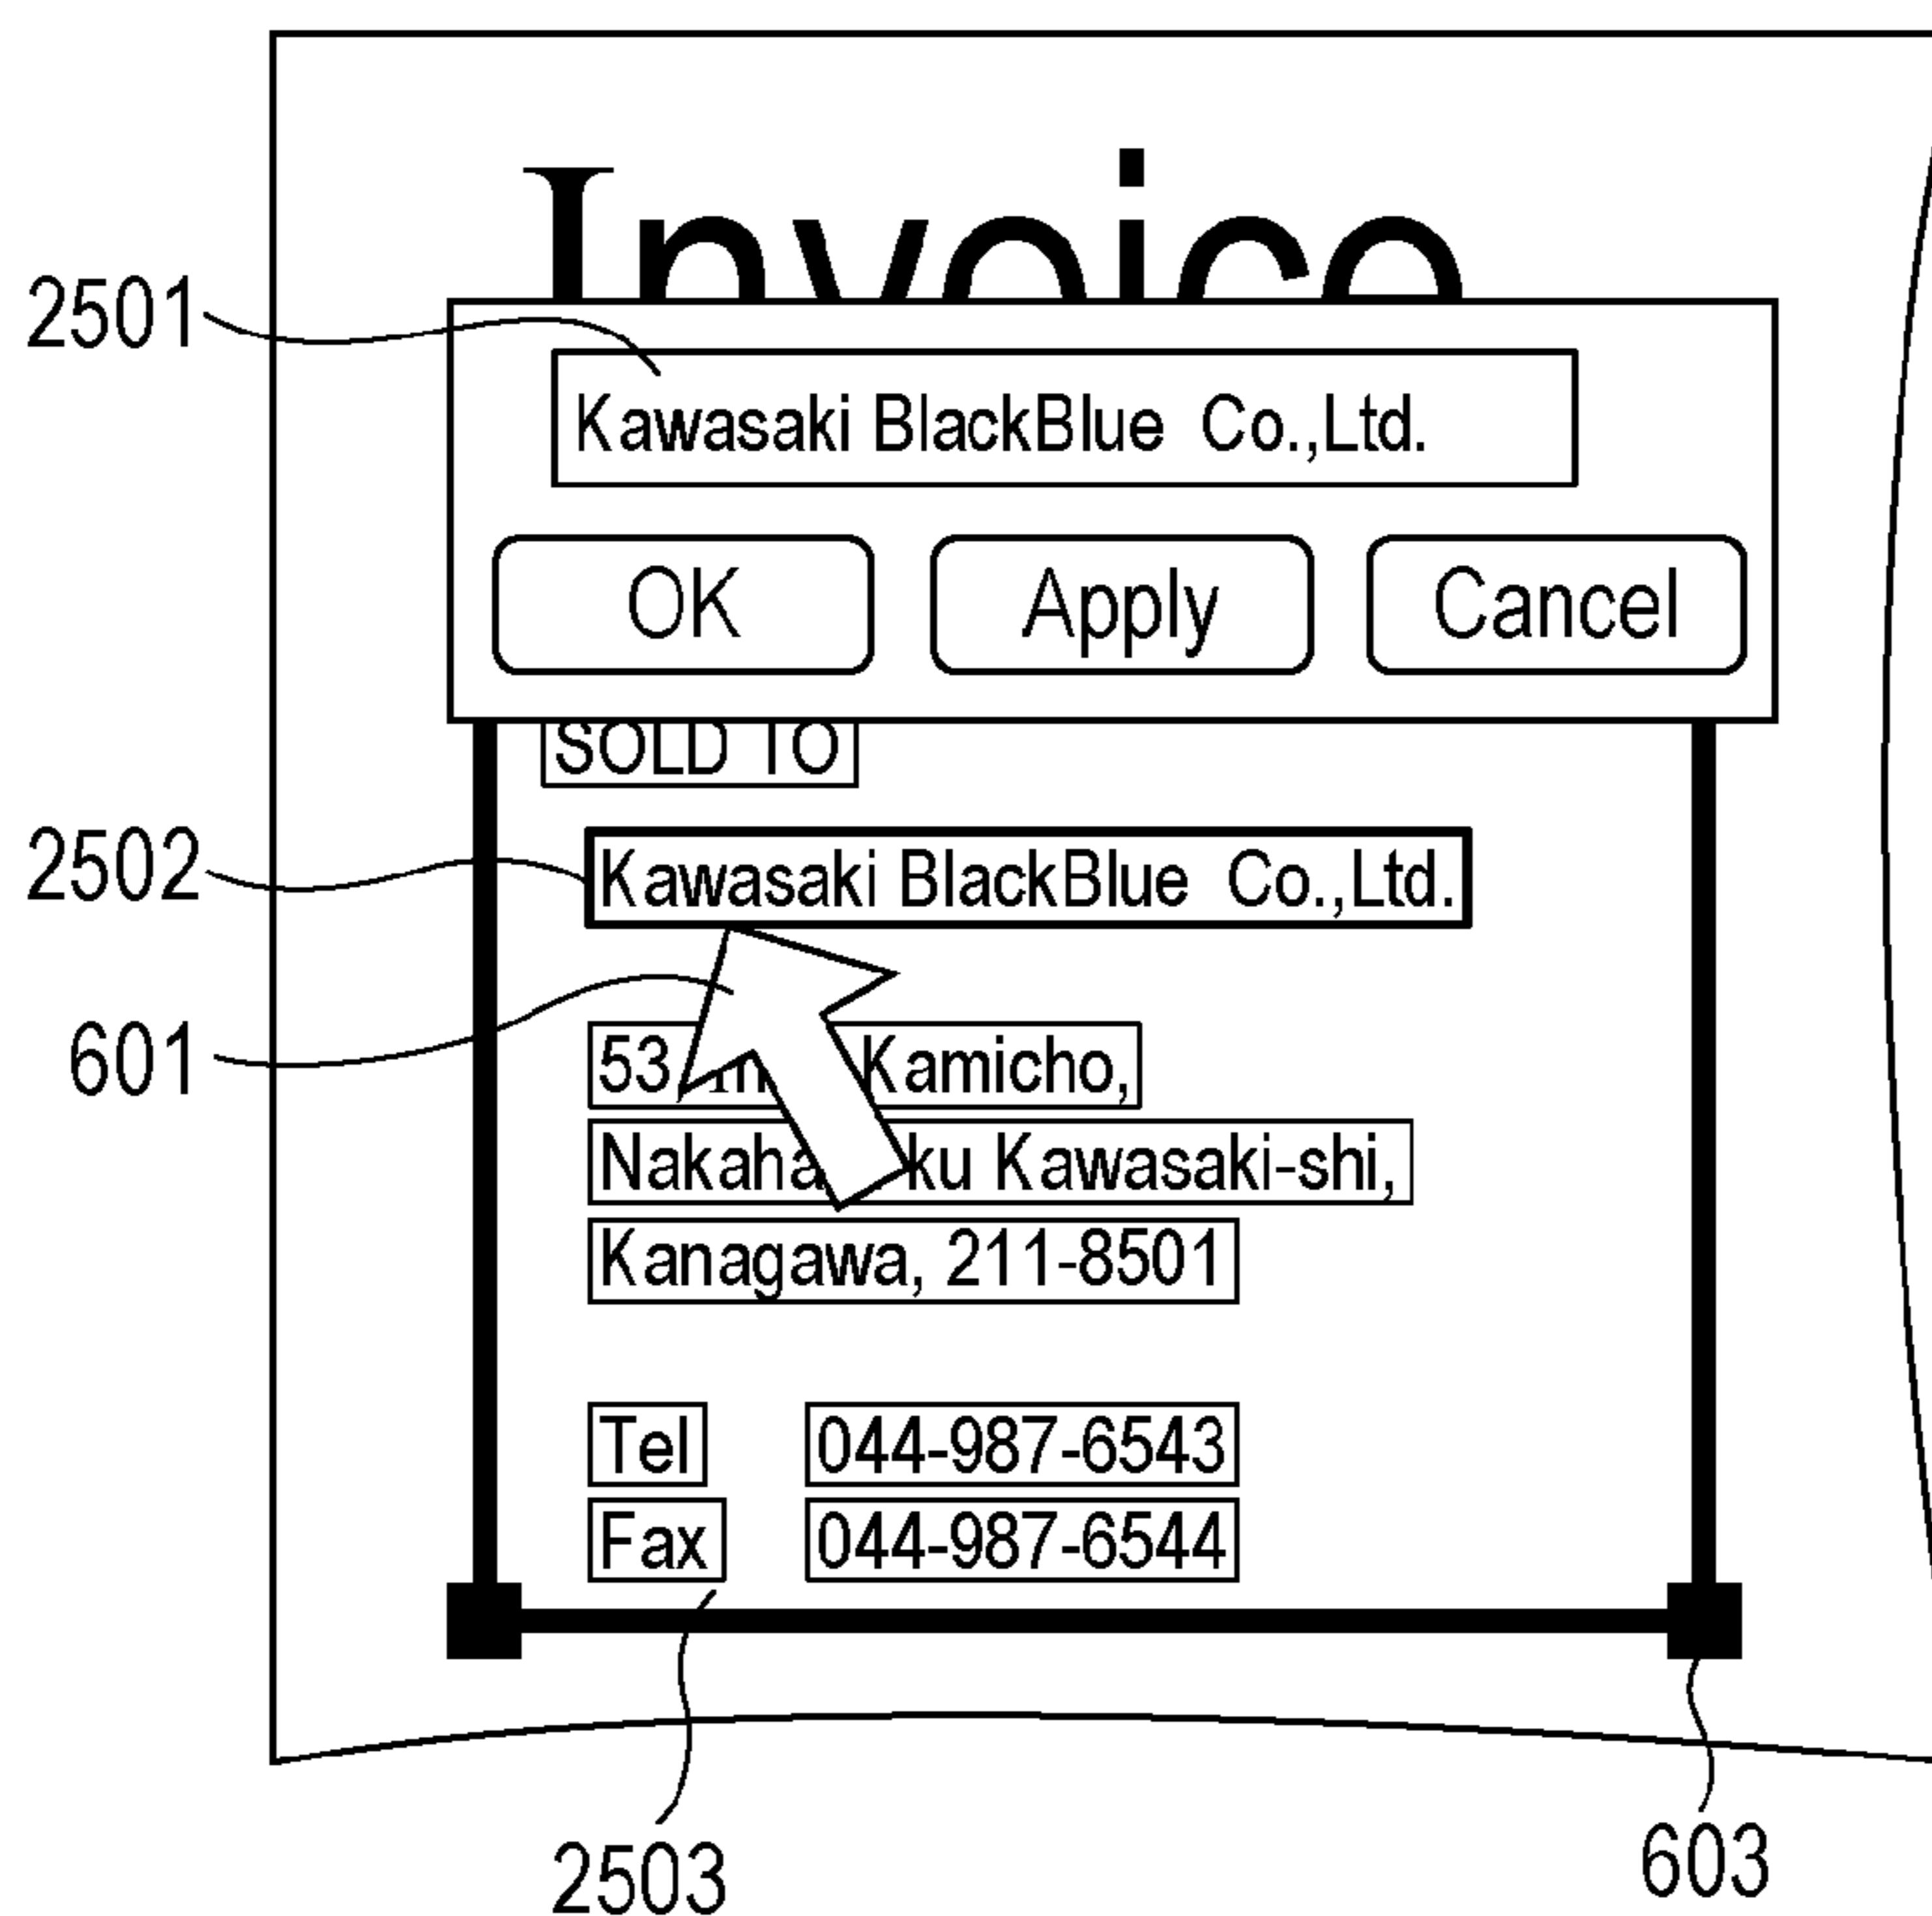 Invoice
2501
Kawasaki BlackBlue Co.,Ltd.
OK Apply Cancel
SOLD TO
2502
Kawasaki BlackBlue Co.,Ltd.
601
53 Kamicho,
ku Kawasaki-shi,
Kanagawa, 211-8501
Tel 044-987-6543
Fax 044-987-6544
2503
603